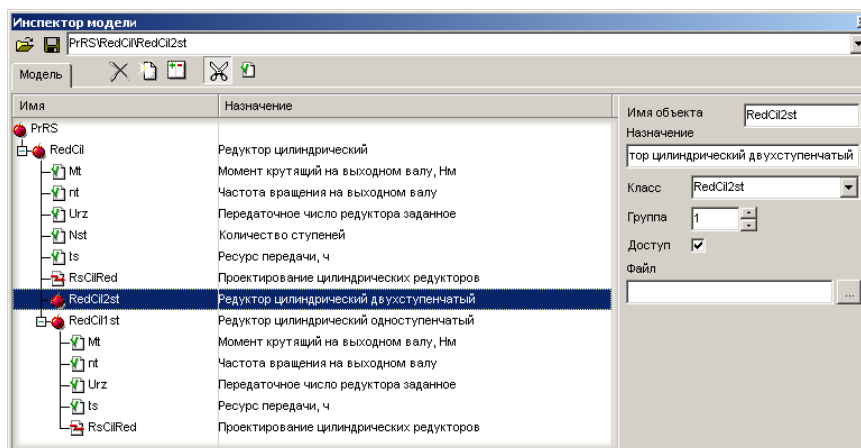 Инспектор модели
PrRS\RedCil\RedCil2st
Модель
Имя Назначение
PrRS
RedCil Редуктор цилиндрический
Mt Момент крутящий на выходном валу, Нм
nt Частота вращения на выходном валу
Urz Передаточное число редуктора заданное
Nst Количество ступеней
ts Ресурс передачи, ч
RsCilRed Проектирование цилиндрических редукторов
RedCil2st Редуктор цилиндрический двухступенчатый
RedCil1st Редуктор цилиндрический одноступенчатый
Mt Момент крутящий на выходном валу, Нм
nt Частота вращения на выходном валу
Urz Передаточное число редуктора заданное
ts Ресурс передачи, ч
RsCilRed Проектирование цилиндрических редукторов
Имя объекта RedCil2st
Назначение
тор цилиндрический двухступенчатый
Класс RedCil2st
Группа 1
Доступ
Файл
...